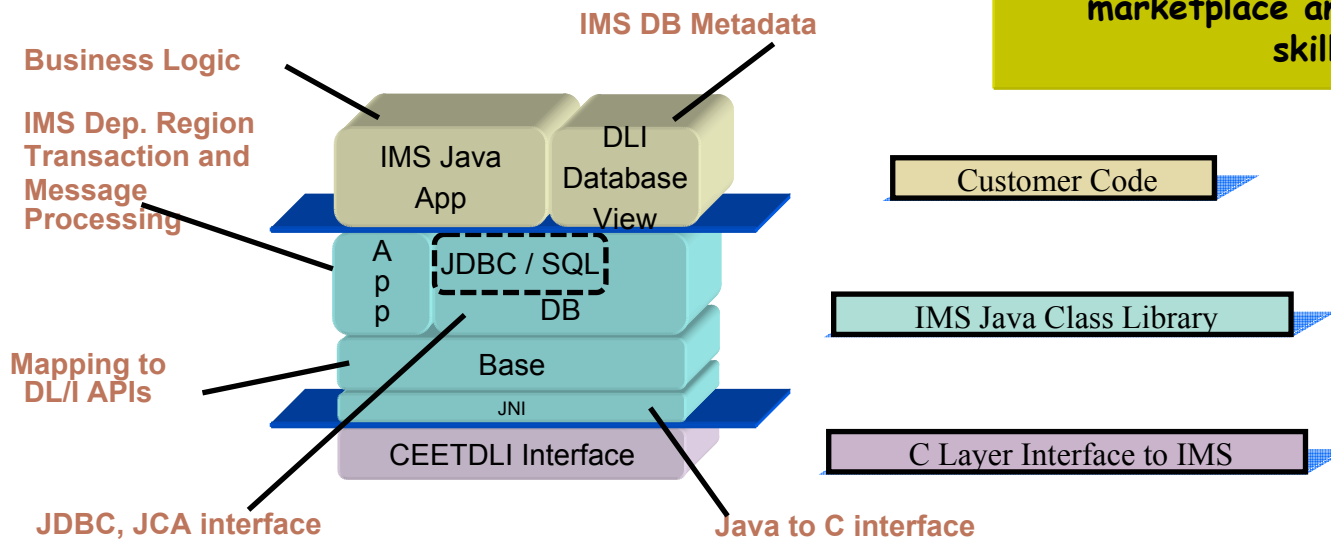 marketplace
skill
IMS DB Metadata
Business Logic
IMS Dep. Region
Transaction and
Message
Processing
IMS Java
App
DLI
Database
View
Customer Code
A
p
p
JDBC / SQL
DB
IMS Java Class Library
Mapping to
DL/I APIs
Base
JNI
CEETDLI Interface
C Layer Interface to IMS
JDBC, JCA interface
Java to C interface